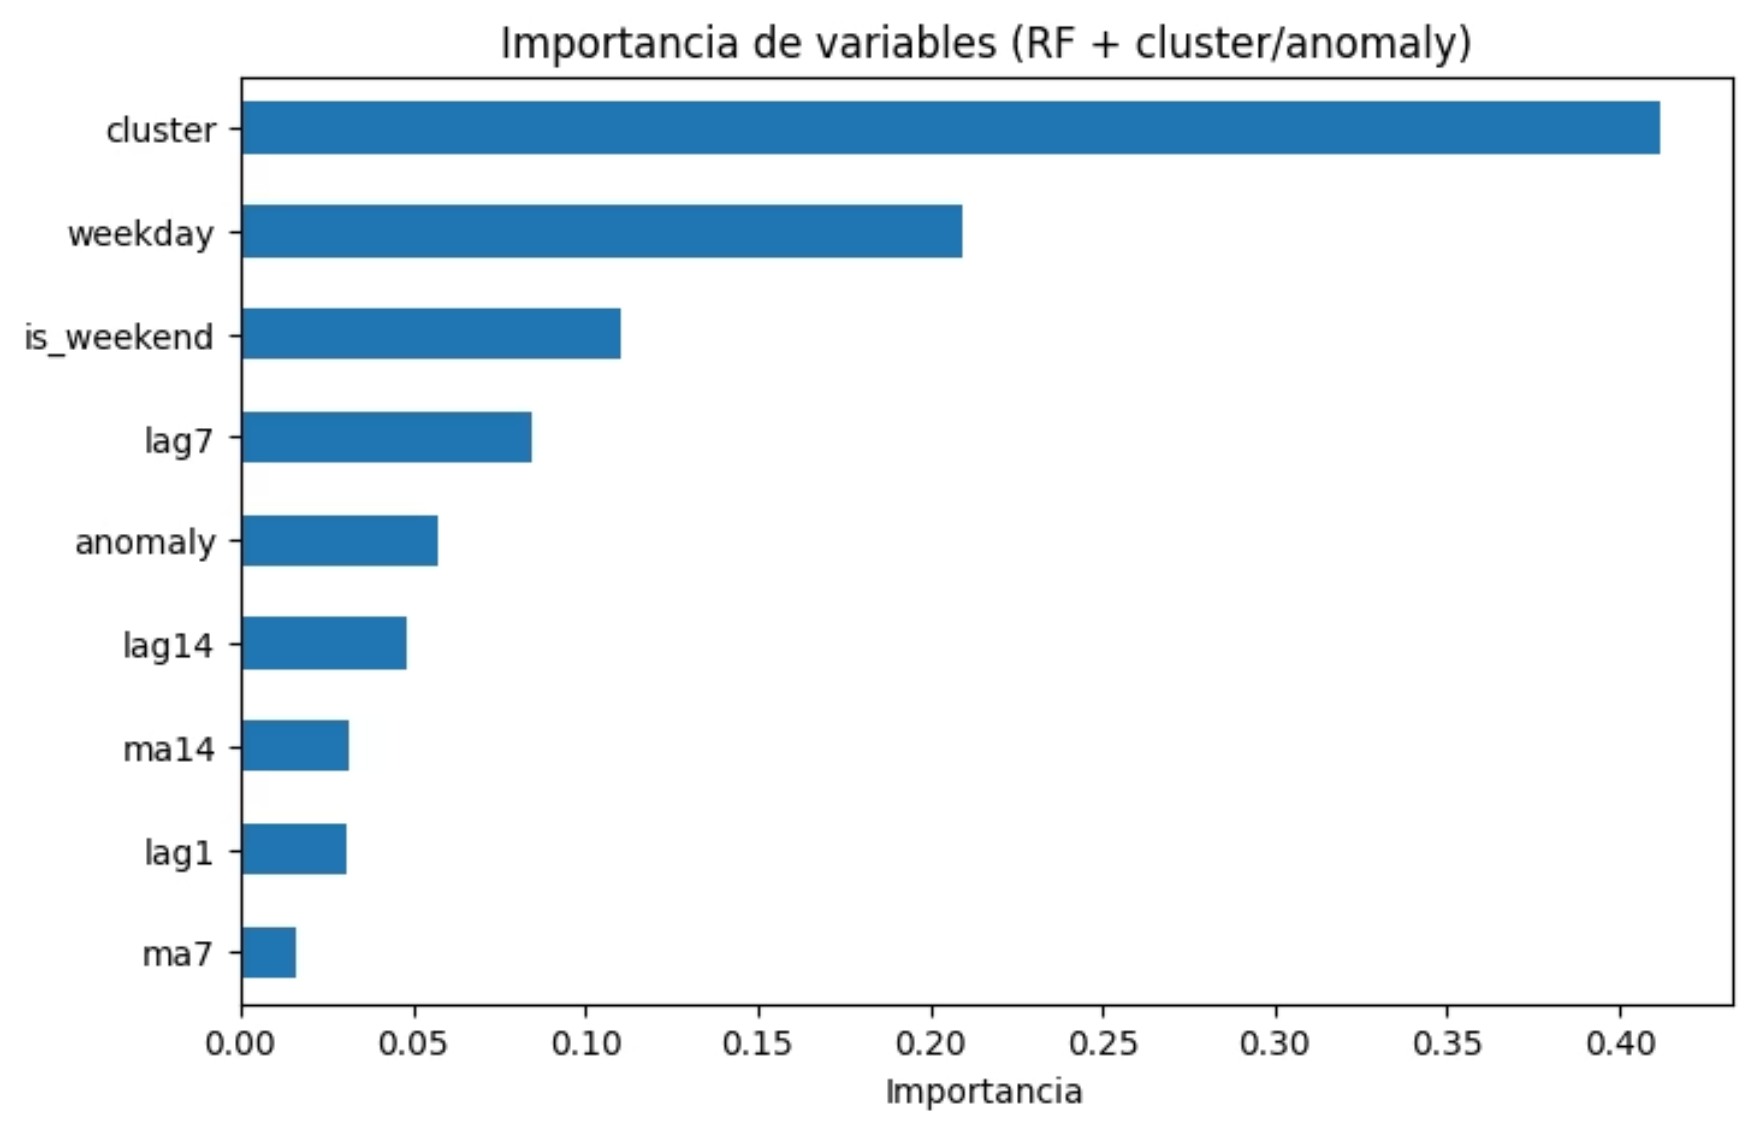 Importancia de variables (RF + cluster/anomaly)
cluster
weekday
is_weekend
lag7
anomaly
lag14
ma14
lag1
ma7
0.00 0.05 0.10 0.15 0.20 0.25 0.30 0.35 0.40
Importancia